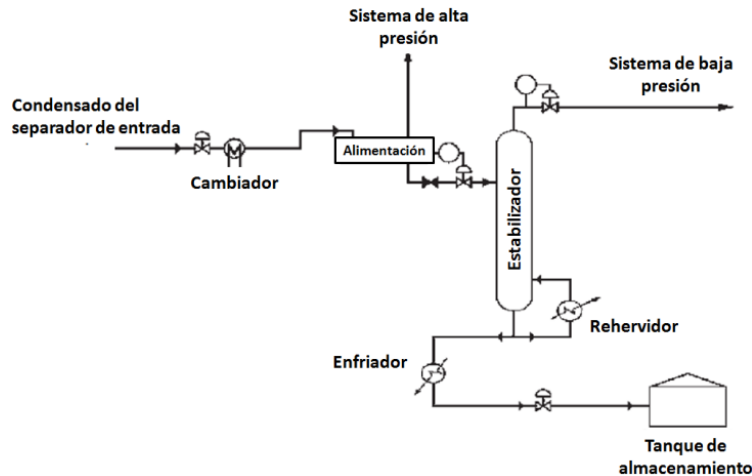 Sistema de alta
presión
Sistema de baja
presión
Condensado del
separador de entrada
Alimentación
Cambiador
Estabilizador
Rehervidor
Enfriador
Tanque de
almacenamiento